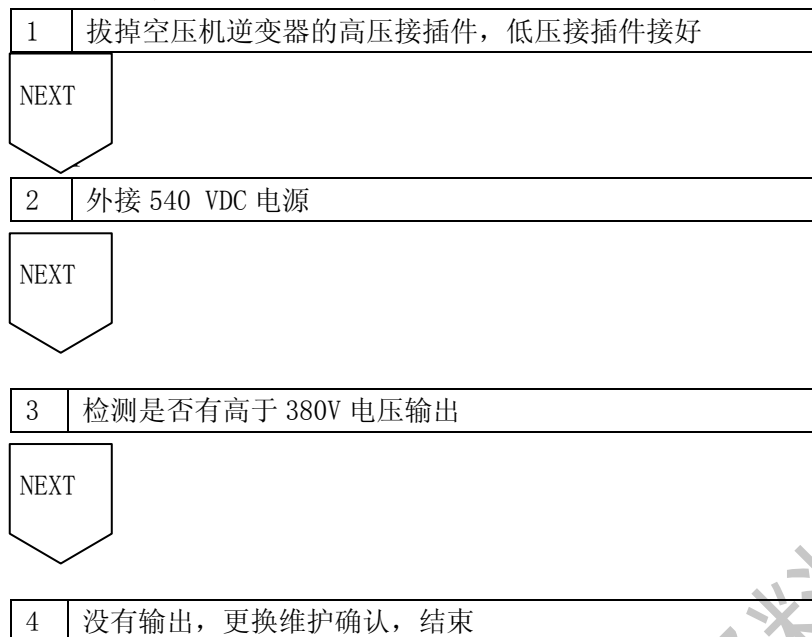 1 拔掉空压机逆变器的高压接插件，低压接插件接好
NEXT
2 外接 540 VDC 电源
NEXT
3 检测是否有高于 380V 电压输出
NEXT
4 没有输出，更换维护确认，结束